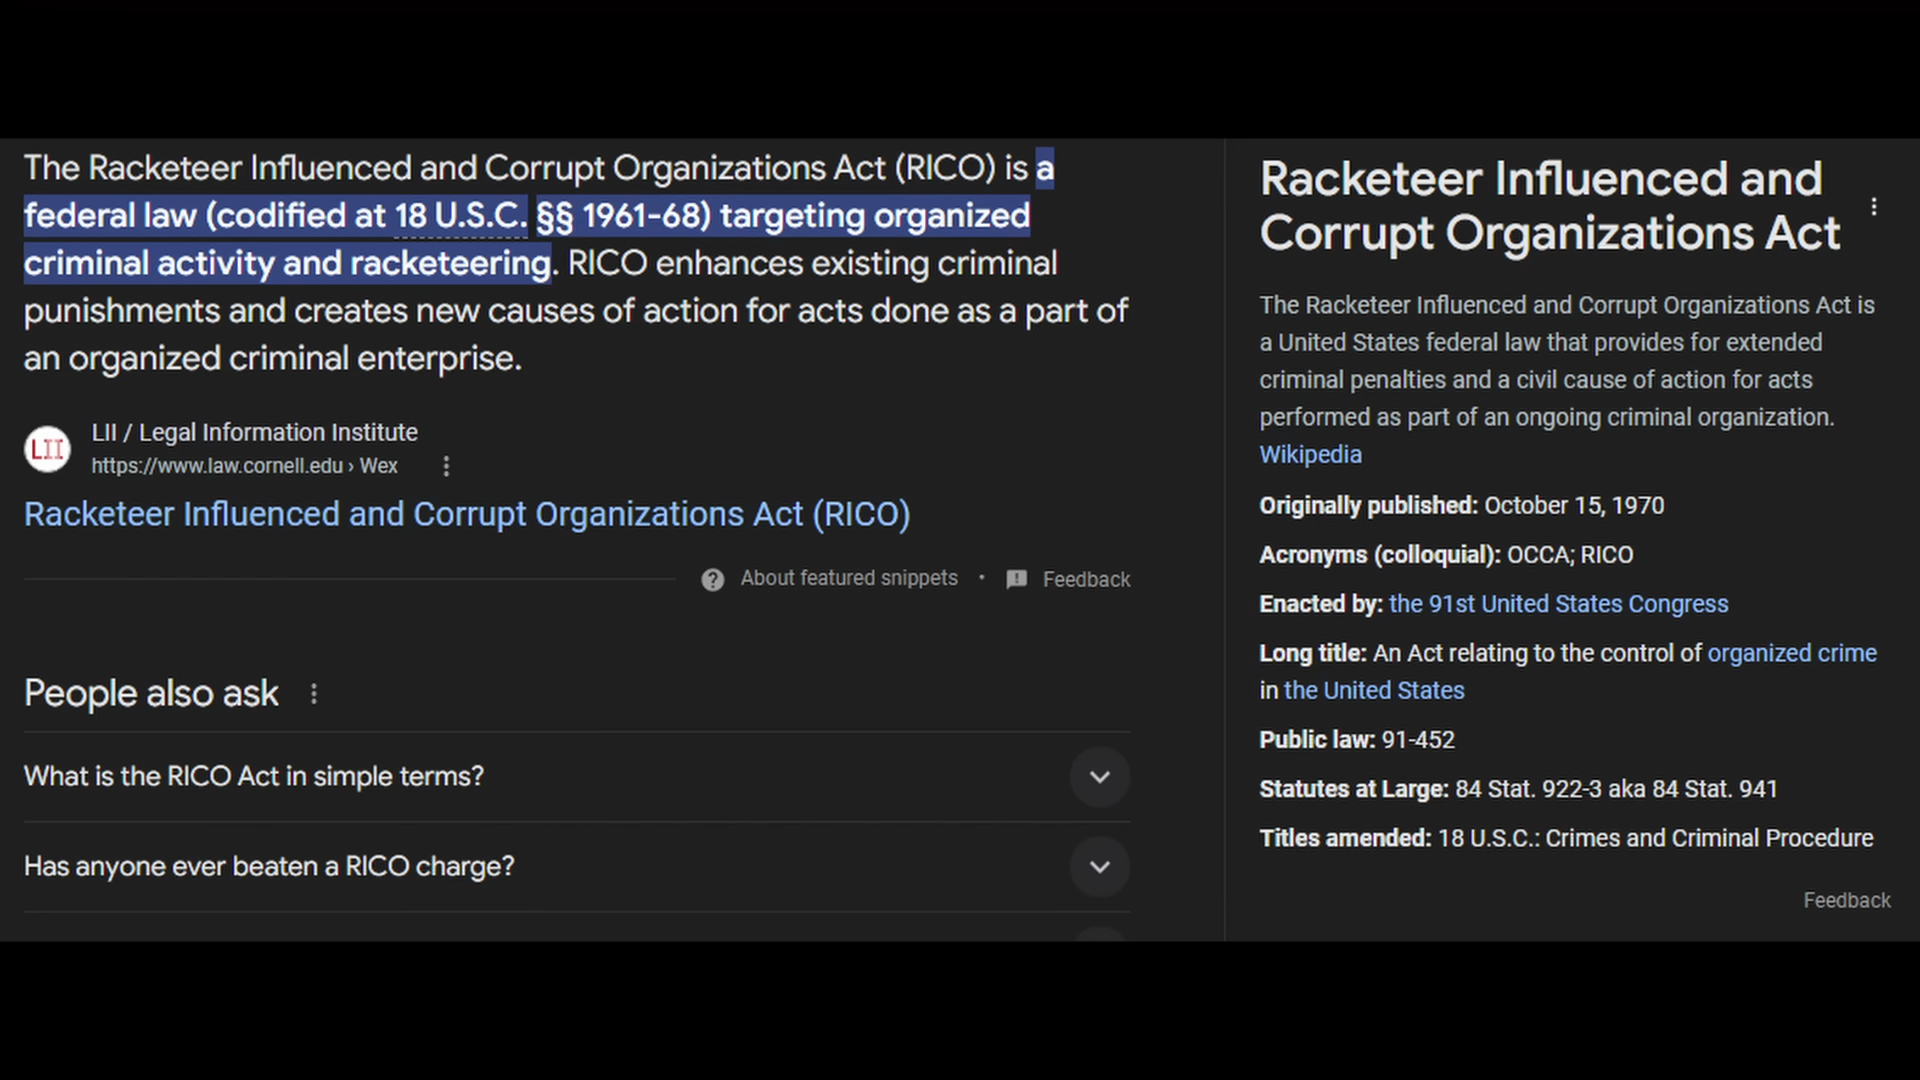 The Racketeer Influenced and Corrupt Organizations Act (RICO) is a
federal law (codified at 18 U.S.C. §§ 1961-68) targeting organized
criminal activity and racketeering. RICO enhances existing criminal
punishments and creates new causes of action for acts done as a part of
an organized criminal enterprise.
LII
LII / Legal Information Institute
https://www.law.cornell.edu › Wex
Racketeer Influenced and Corrupt Organizations Act (RICO)
About featured snippets • Feedback
People also ask
What is the RICO Act in simple terms?
Has anyone ever beaten a RICO charge?
Racketeer Influenced and
Corrupt Organizations Act
The Racketeer Influenced and Corrupt Organizations Act is
a United States federal law that provides for extended
criminal penalties and a civil cause of action for acts
performed as part of an ongoing criminal organization.
Wikipedia
Originally published: October 15, 1970
Acronyms (colloquial): OCCA; RICO
Enacted by: the 91st United States Congress
Long title: An Act relating to the control of organized crime
in the United States
Public law: 91-452
Statutes at Large: 84 Stat. 922-3 aka 84 Stat. 941
Titles amended: 18 U.S.C.: Crimes and Criminal Procedure
Feedback